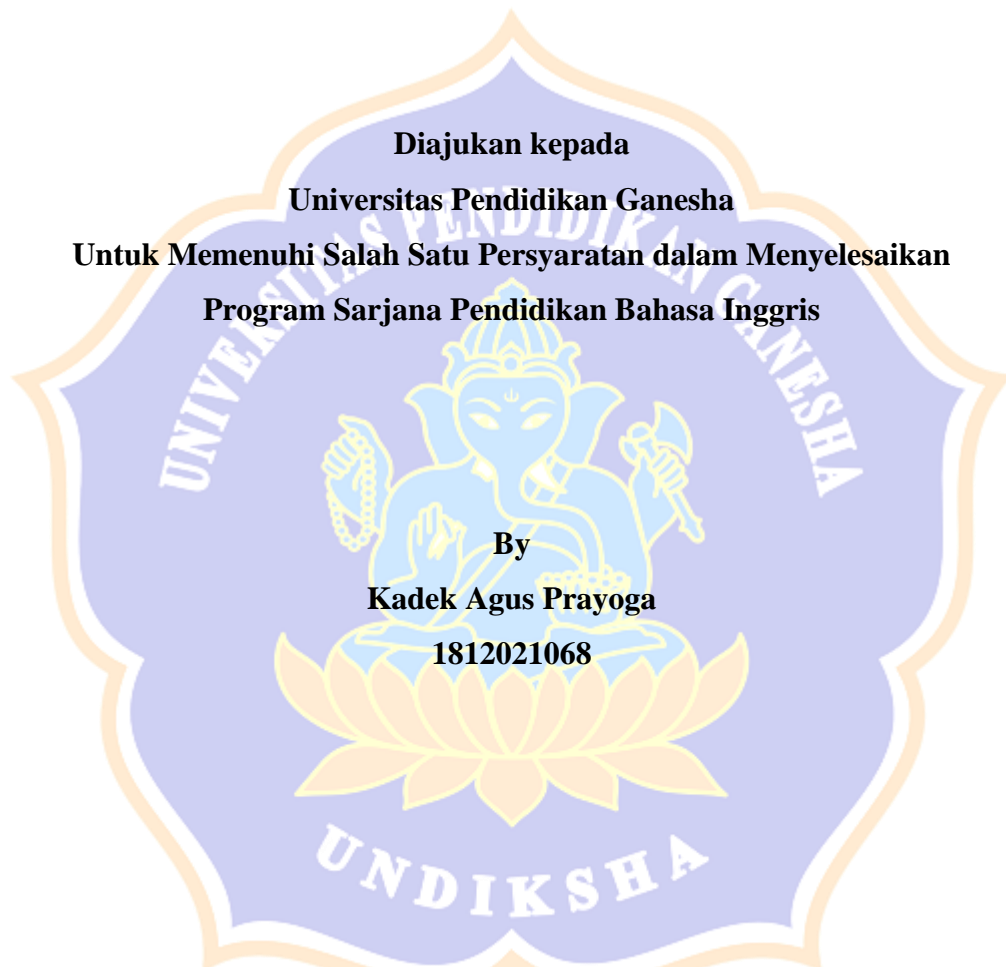 Diajukan kepada
Universitas Pendidikan Ganesha
Untuk Memenuhi Salah Satu Persyaratan dalam Menyelesaikan
Program Sarjana Pendidikan Bahasa Inggris
UNIVERSITAS PENDIDIKAN GANESHA
By
Kadek Agus Prayoga
1812021068
UNDIKSHA